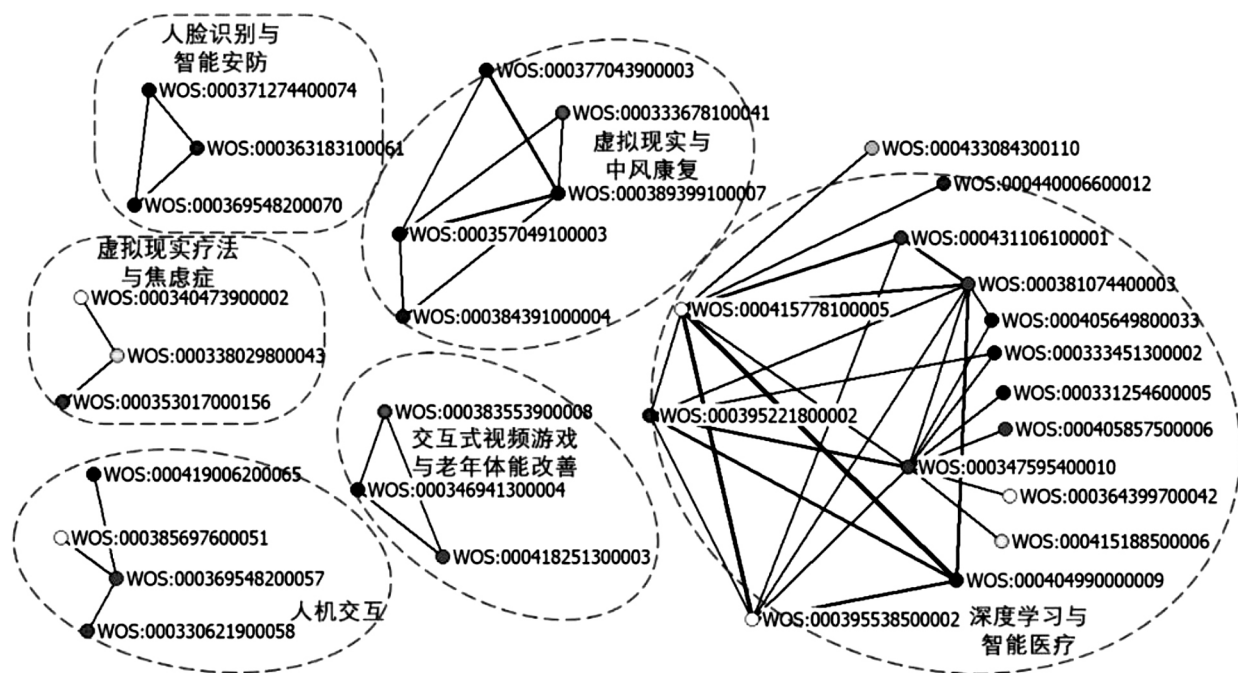 人脸识别与
智能安防
WOS:000371274400074
WOS:000363183100061
WOS:000369548200070
WOS:000377043900003
WOS:000333678100041
虚拟现实与
中风康复
WOS:000389399100007
WOS:000357049100003
WOS:000384391000004
虚拟现实疗法
与焦虑症
WOS:000340473900002
WOS:000338029800043
WOS:000353017000156
WOS:000383553900008
交互式视频游戏
与老年体能改善
WOS:000346941300004
WOS:000418251300003
WOS:000419006200065
WOS:000385697600051
WOS:000369548200057
人机交互
WOS:000330621900058
WOS:000433084300110
WOS:000440006600012
WOS:000431106100001
WOS:000381074400003
WOS:000415778100005
WOS:000405649800033
WOS:000333451300002
WOS:000331254600005
WOS:000395221800002
WOS:000405857500006
WOS:000347595400010
WOS:000364399700042
WOS:000415188500006
WOS:000404990000009
WOS:000395538500002
深度学习与
智能医疗